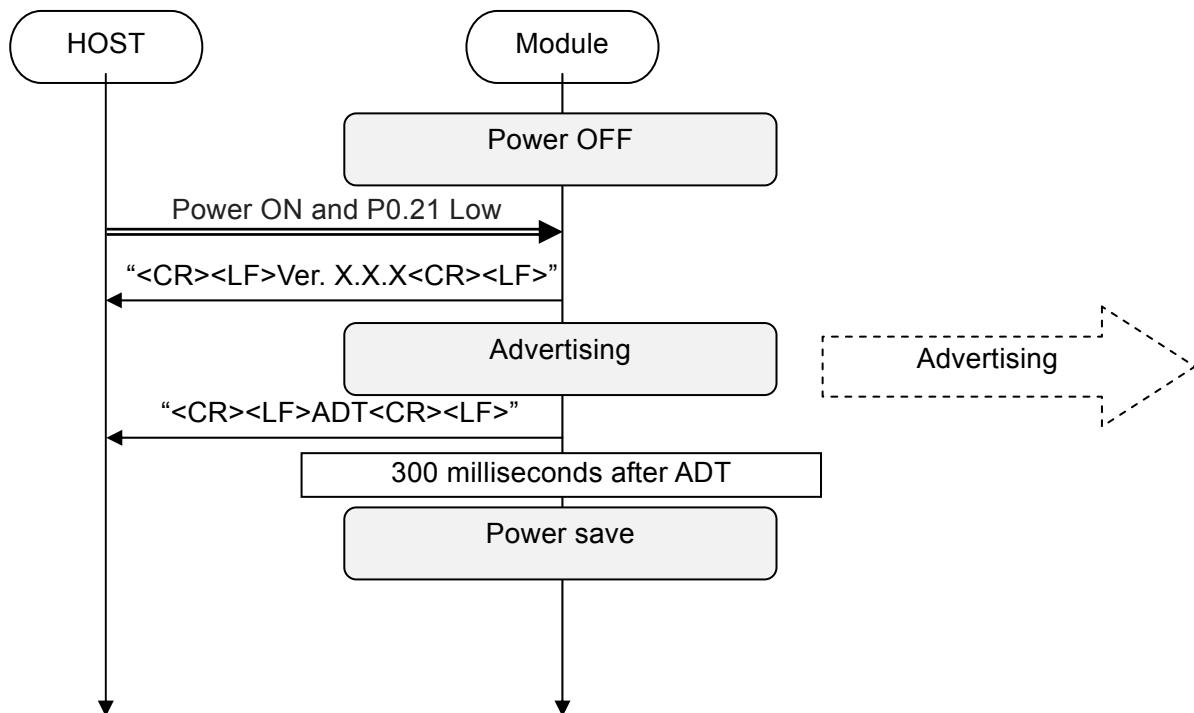 HOST
Module
Power OFF
Power ON and P0.21 Low
“<CR><LF>Ver. X.X.X<CR><LF>”
Advertising
Advertising
“<CR><LF>ADT<CR><LF>”
300 milliseconds after ADT
Power save